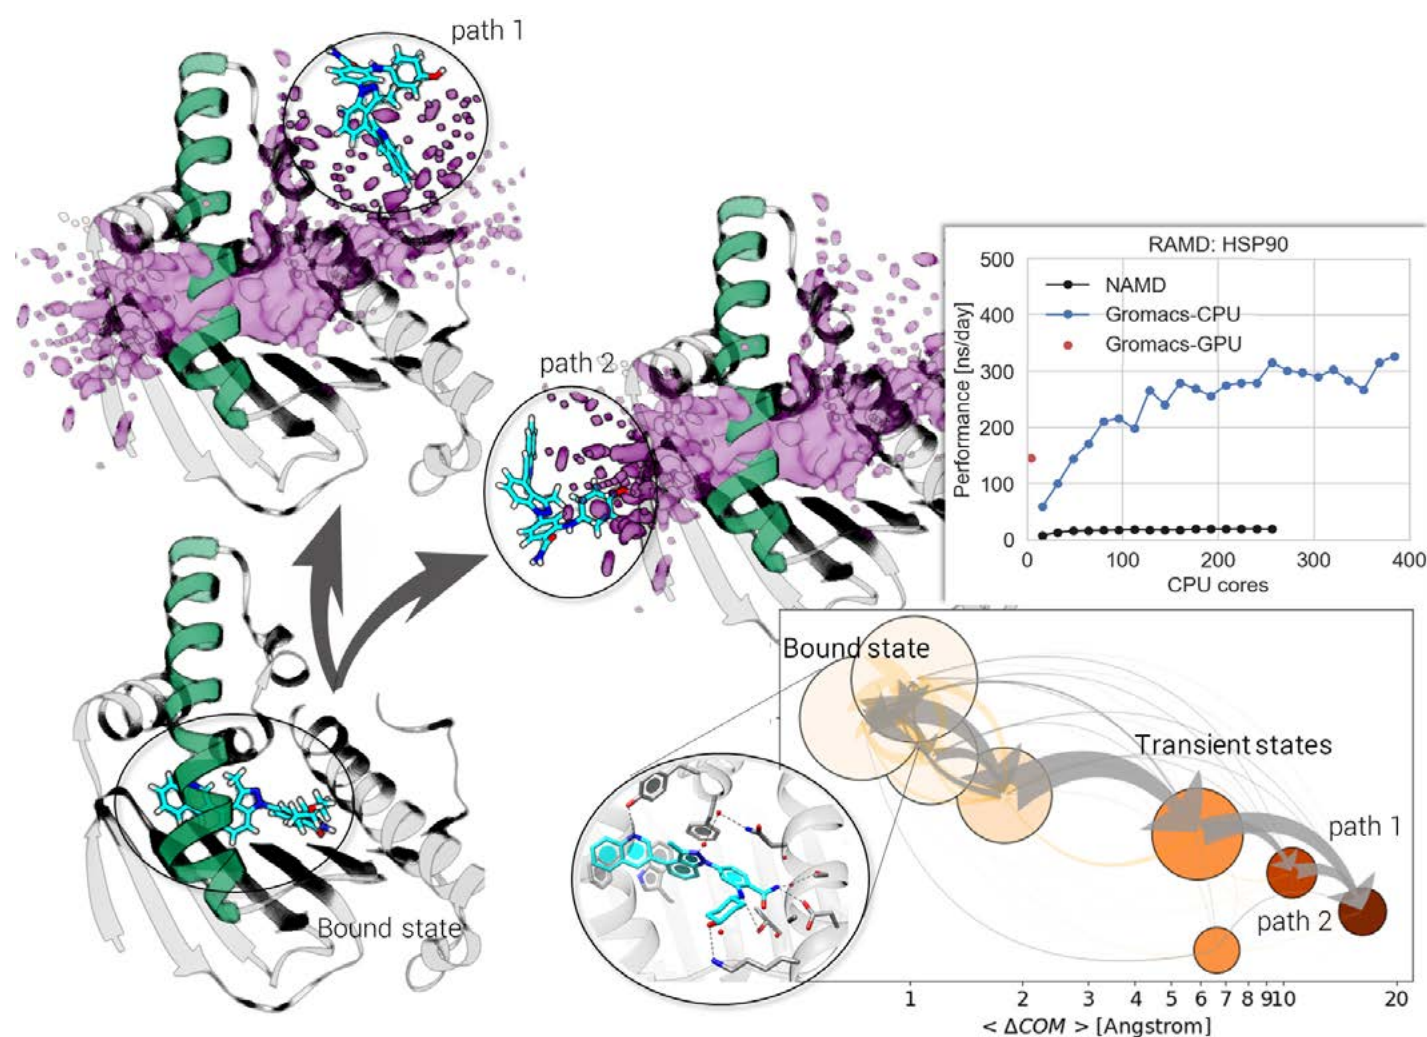 path 1
path 2
Bound state
RAMD: HSP90
500
400
300
200
100
0
Performance [ns/day]
NAMD
Gromacs-CPU
Gromacs-GPU
0 100 200 300 400
CPU cores
Bound state
Transient states
path 1
path 2
1 2 3 4 5 6 7 8 9 10 20
< ΔCOM > [Angstrom]